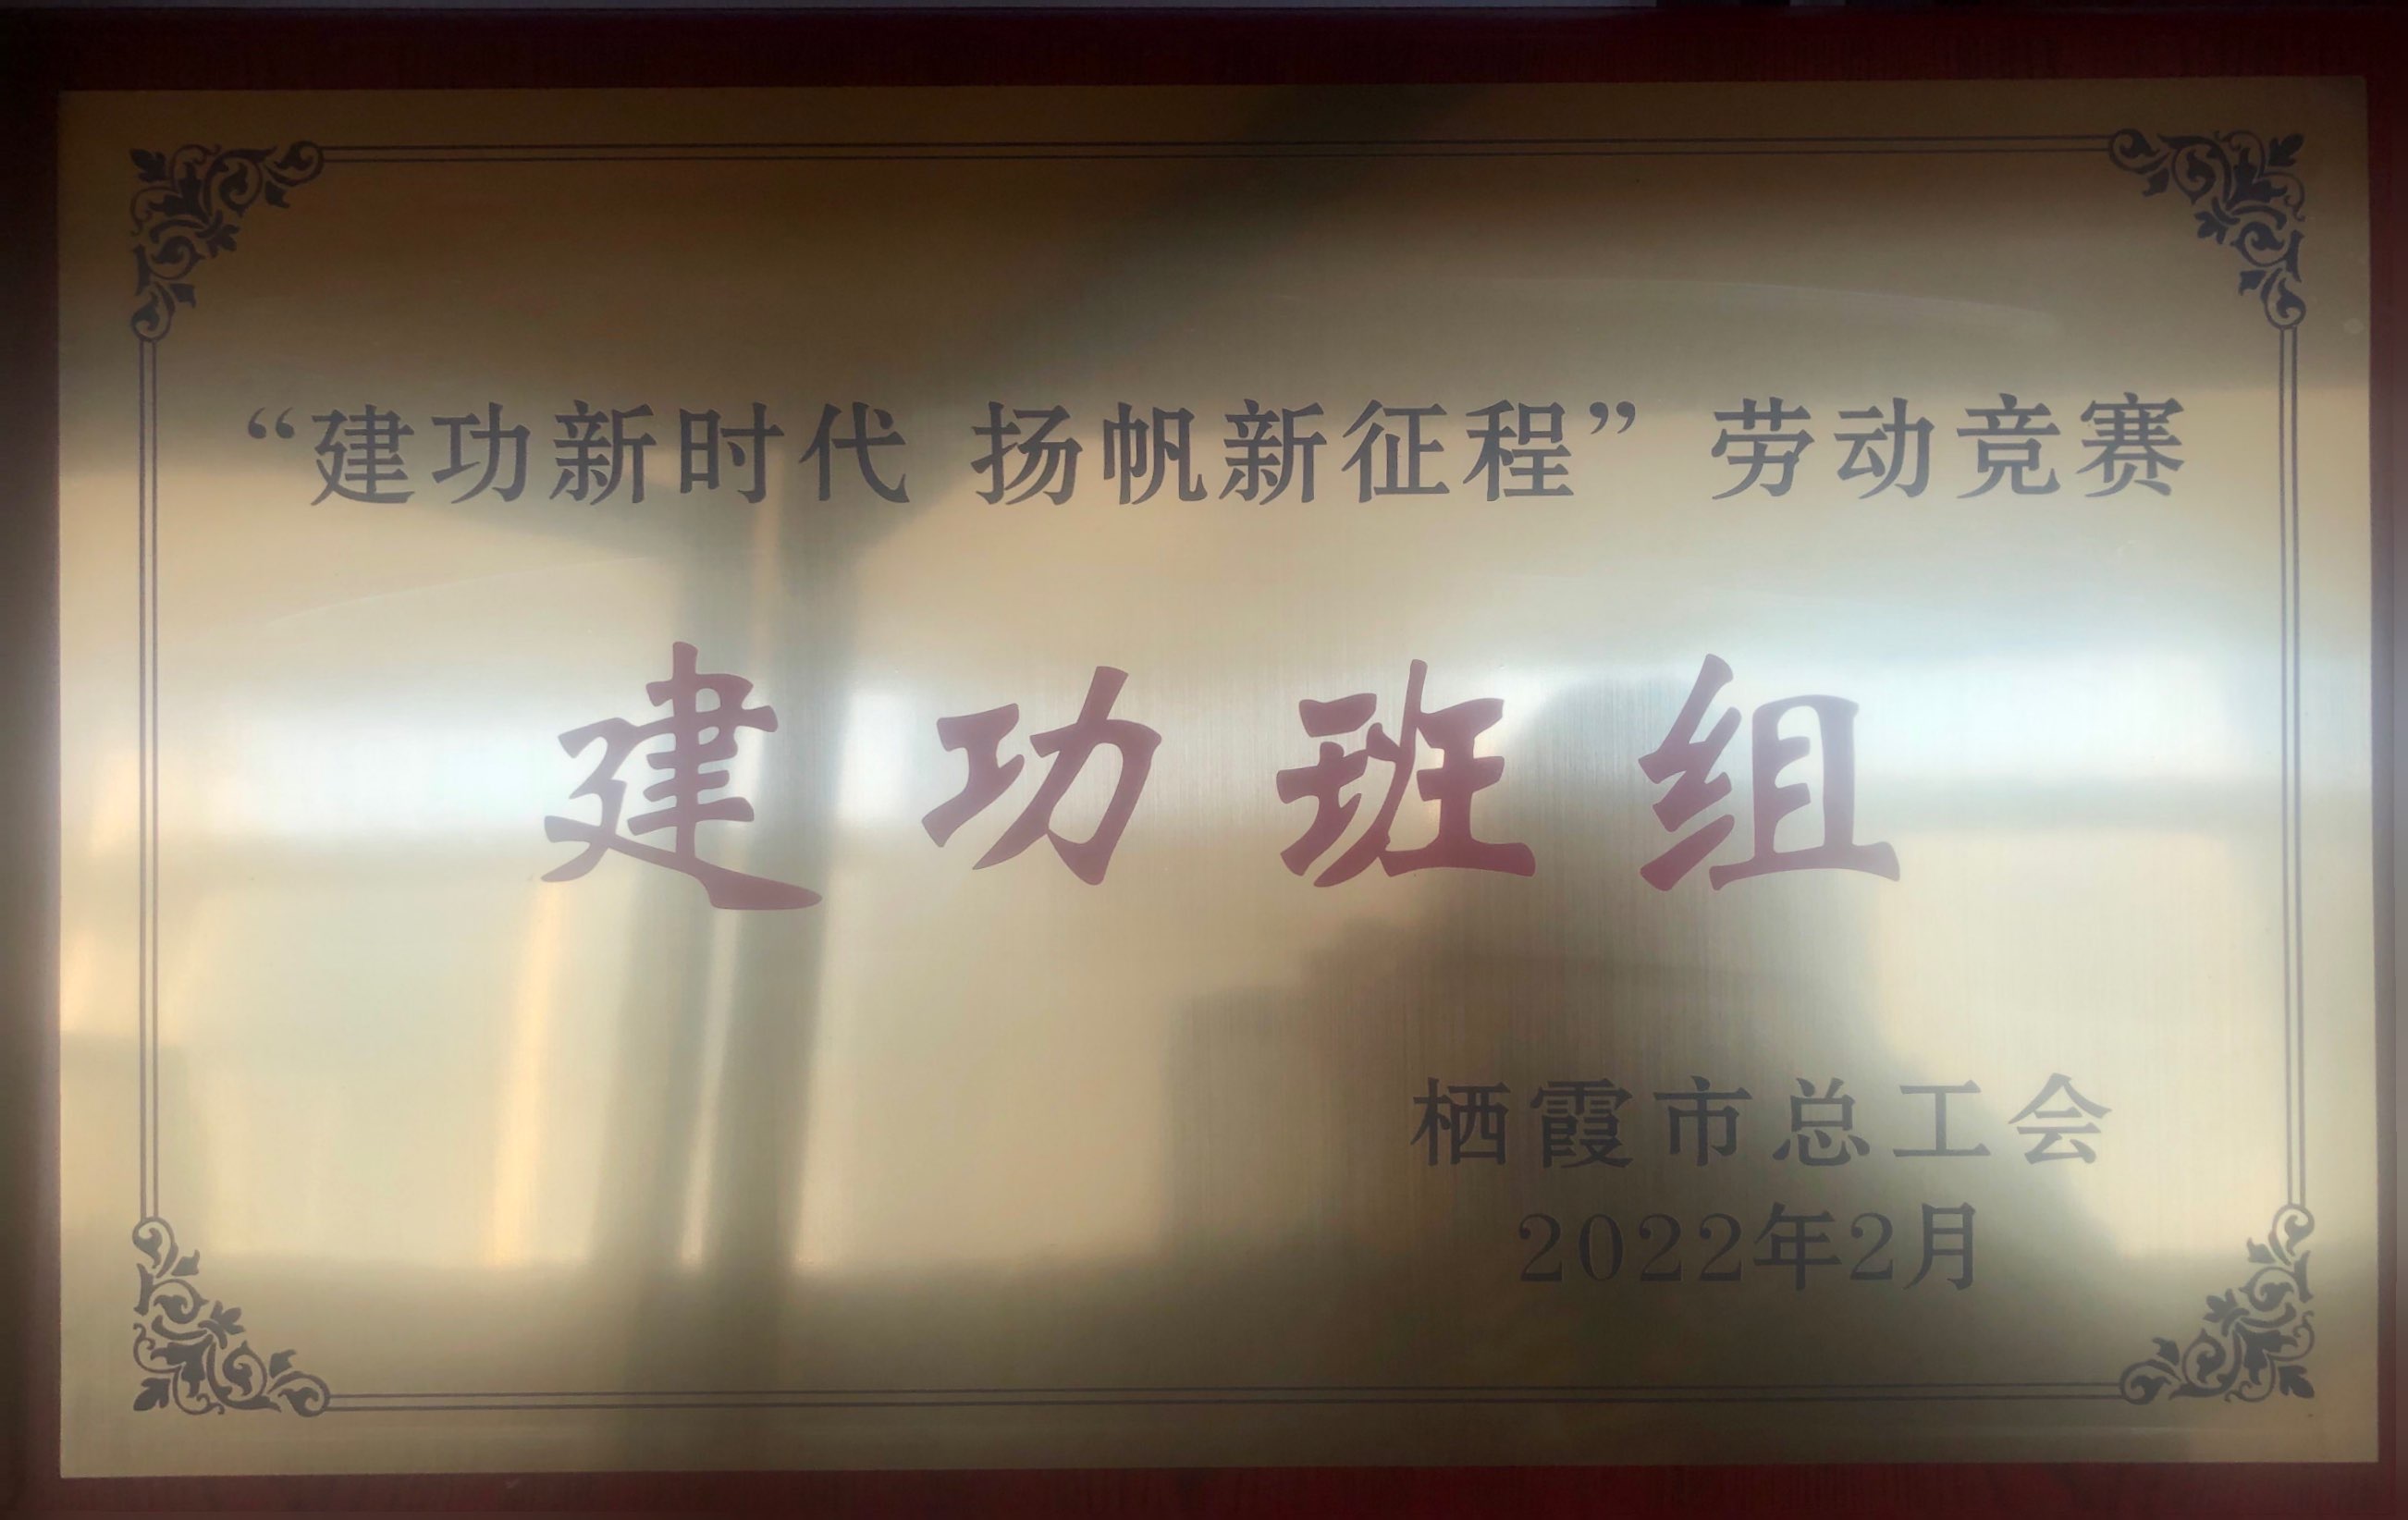 “建功新时代 扬帆新征程”劳动竞赛
建功班组
栖霞市总工会
2022年2月